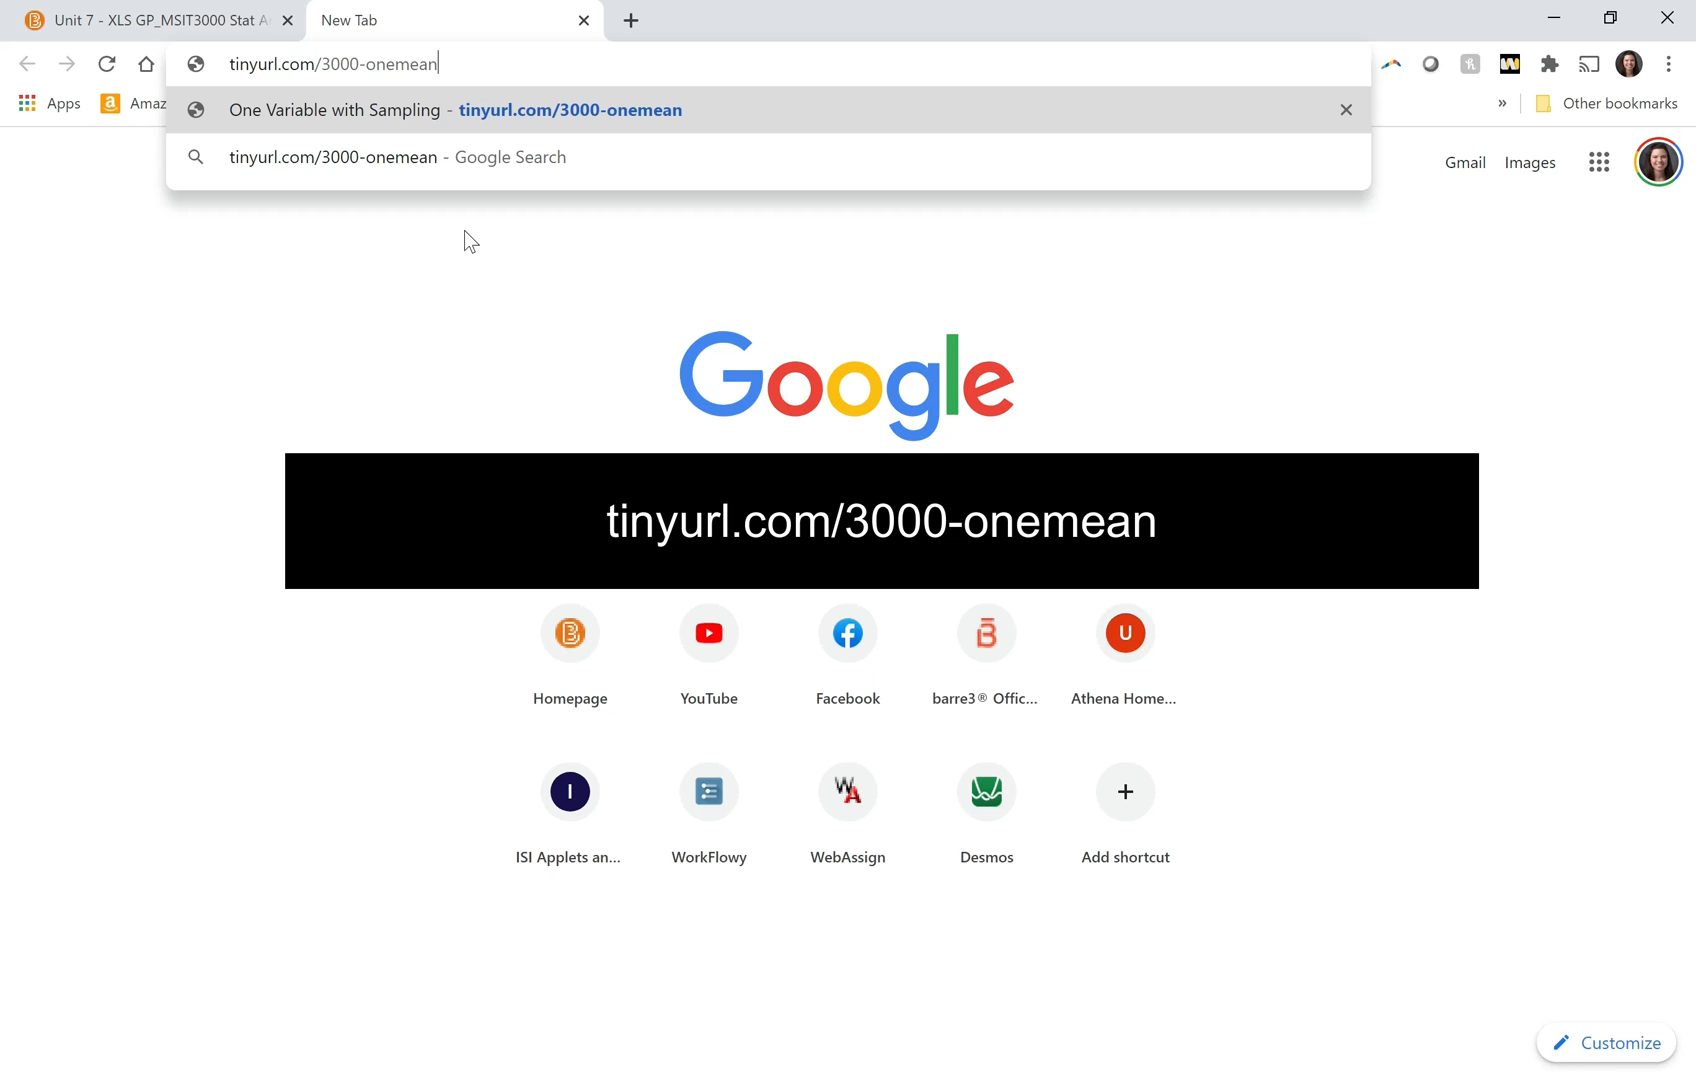 Unit 7 - XLS GP_MSIT3000 Stat A
New Tab
tinyurl.com/3000-onemean
Apps
Amaz
Other bookmarks
One Variable with Sampling - tinyurl.com/3000-onemean
tinyurl.com/3000-onemean - Google Search
Gmail
Images
Google
tinyurl.com/3000-onemean
Homepage
YouTube
Facebook
barre3® Offic...
U
Athena Home...
I
ISI Applets an...
WorkFlowy
WA
WebAssign
Desmos
Add shortcut
Customize